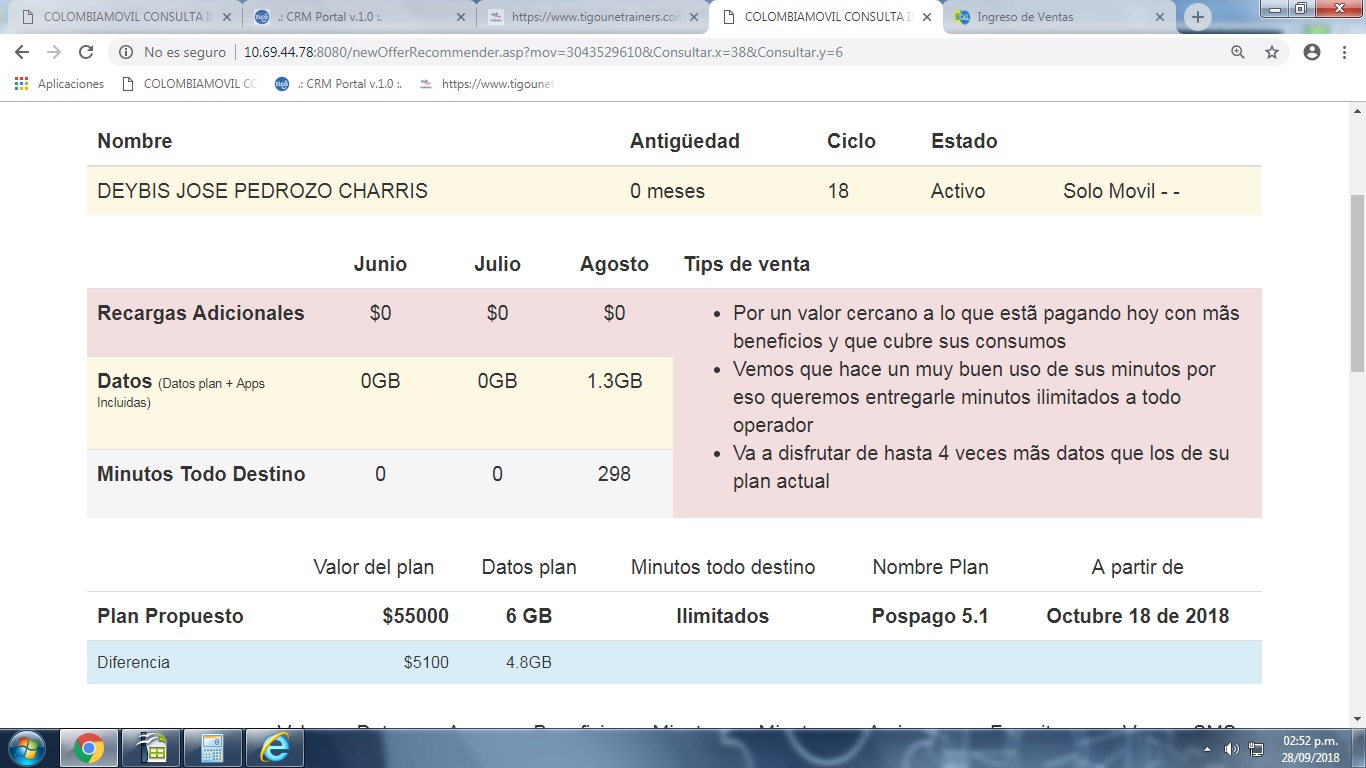 COLOMBIAMOVIL CONSULTA I
.: CRM Portal v.1.0 :.
https://www.tigounetrainers.con
COLOMBIAMOVIL CONSULTA I
Ingreso de Ventas
No es seguro | 10.69.44.78:8080/newOfferRecommender.asp?mov=3043529610&Consultar.x=38&Consultar.y=6
Aplicaciones COLOMBIAMOVIL CO .: CRM Portal v.1.0 :. https://www.tigounet
Nombre Antigüedad Ciclo Estado
DEYBIS JOSE PEDROZO CHARRIS 0 meses 18 Activo Solo Movil - -
Junio Julio Agosto Tips de venta
Recargas Adicionales $0 $0 $0
Datos (Datos plan + Apps Incluidas) 0GB 0GB 1.3GB
Minutos Todo Destino 0 0 298
Por un valor cercano a lo que estã pagando hoy con mãs
beneficios y que cubre sus consumos
Vemos que hace un muy buen uso de sus minutos por
eso queremos entregarle minutos ilimitados a todo
operador
Va a disfrutar de hasta 4 veces mãs datos que los de su
plan actual
Valor del plan Datos plan Minutos todo destino Nombre Plan A partir de
Plan Propuesto $55000 6 GB Ilimitados Pospago 5.1 Octubre 18 de 2018
Diferencia $5100 4.8GB
02:52 p.m.
28/09/2018